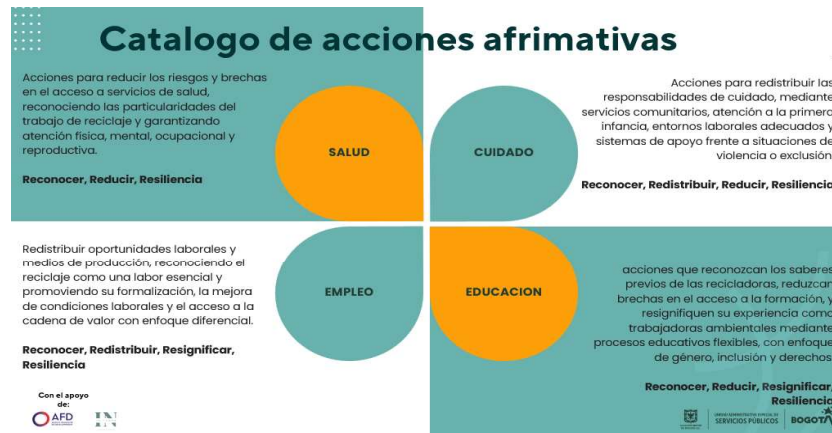 Catalogo de acciones afrimativas
Acciones para reducir los riesgos y brechas
en el acceso a servicios de salud,
reconociendo las particularidades del
trabajo de reciclaje y garantizando
atención física, mental, ocupacional y
reproductiva.
Reconocer, Reducir, Resiliencia
SALUD
CUIDADO
Acciones para redistribuir las
responsabilidades de cuidado, mediante
servicios comunitarios, atención a la primera
infancia, entornos laborales adecuados y
sistemas de apoyo frente a situaciones de
violencia o exclusión
Reconocer, Redistribuir, Reducir, Resiliencia
Redistribuir oportunidades laborales y
medios de producción, reconociendo el
reciclaje como una labor esencial y
promoviendo su formalización, la mejora
de condiciones laborales y el acceso a la
cadena de valor con enfoque diferencial.
Reconocer, Redistribuir, Resignificar,
Resiliencia
EMPLEO
EDUCACION
acciones que reconozcan los saberes
previos de las recicladoras, reduzcan
brechas en el acceso a la formación, y
resignifiquen su experiencia como
trabajadoras ambientales mediante
procesos educativos flexibles, con enfoque
de género, inclusión y derechos
Reconocer, Reducir, Resignificar,
Resiliencia
Con el apoyo
de:
AFD
IN
SERVICIOS PÚBLICOS
BOGOTÁ